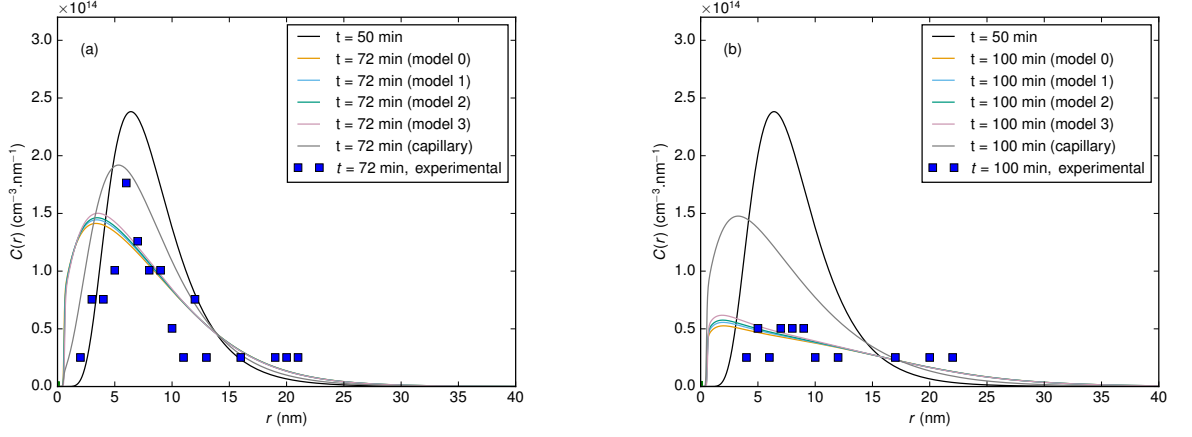 ×10¹⁴
(a)
t = 50 min
t = 72 min (model 0)
t = 72 min (model 1)
t = 72 min (model 2)
t = 72 min (model 3)
t = 72 min (capillary)
t = 72 min, experimental
3.0
2.5
2.0
1.5
1.0
0.5
0.0
C(r) (cm⁻³.nm⁻¹)
0 5 10 15 20 25 30 35 40
r (nm)
×10¹⁴
(b)
t = 50 min
t = 100 min (model 0)
t = 100 min (model 1)
t = 100 min (model 2)
t = 100 min (model 3)
t = 100 min (capillary)
t = 100 min, experimental
3.0
2.5
2.0
1.5
1.0
0.5
0.0
C(r) (cm⁻³.nm⁻¹)
0 5 10 15 20 25 30 35 40
r (nm)